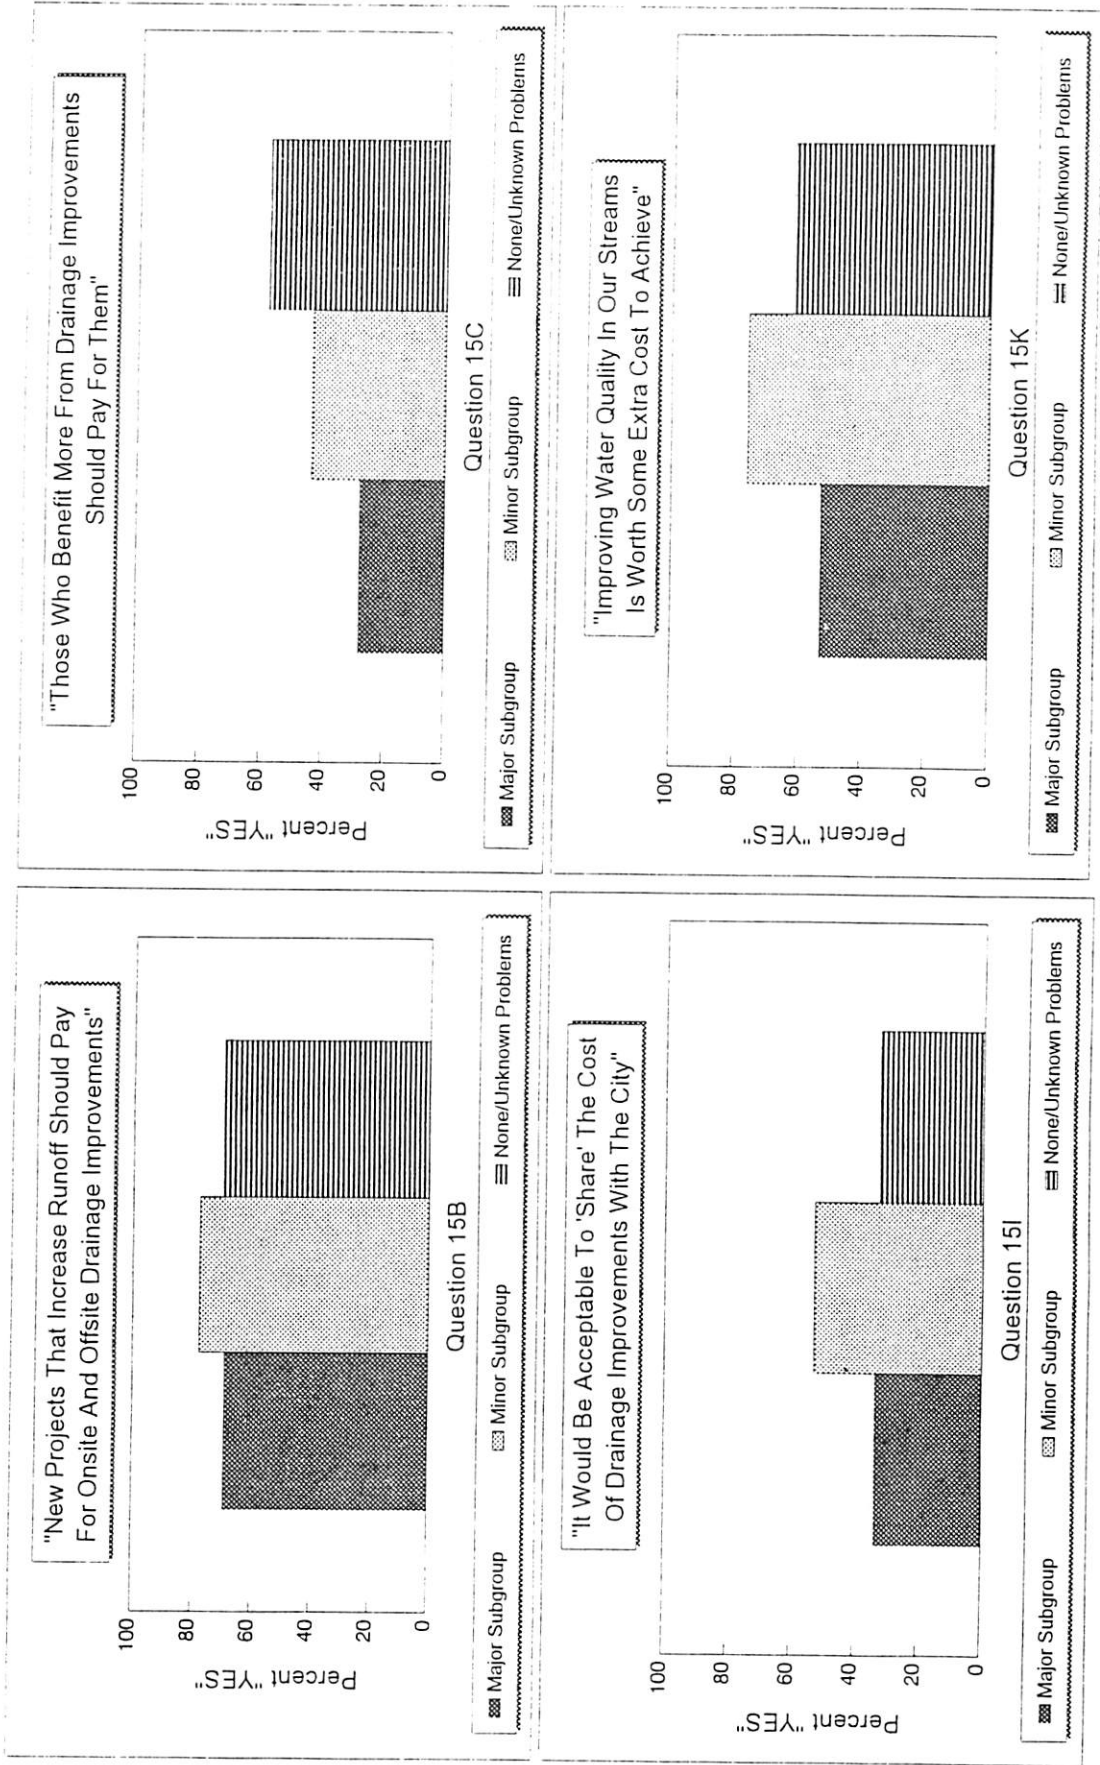 "New Projects That Increase Runoff Should Pay
For Onsite And Offsite Drainage Improvements"
Percent "YES"
100
80
60
40
20
0
Question 15B
Major Subgroup
Minor Subgroup
None/Unknown Problems
"Those Who Benefit More From Drainage Improvements
Should Pay For Them"
Percent "YES"
100
80
60
40
20
0
Question 15C
Major Subgroup
Minor Subgroup
None/Unknown Problems
"It Would Be Acceptable To 'Share' The Cost
Of Drainage Improvements With The City"
Percent "YES"
100
80
60
40
20
0
Question 15I
Major Subgroup
Minor Subgroup
None/Unknown Problems
"Improving Water Quality In Our Streams
Is Worth Some Extra Cost To Achieve"
Percent "YES"
100
80
60
40
20
0
Question 15K
Major Subgroup
Minor Subgroup
None/Unknown Problems